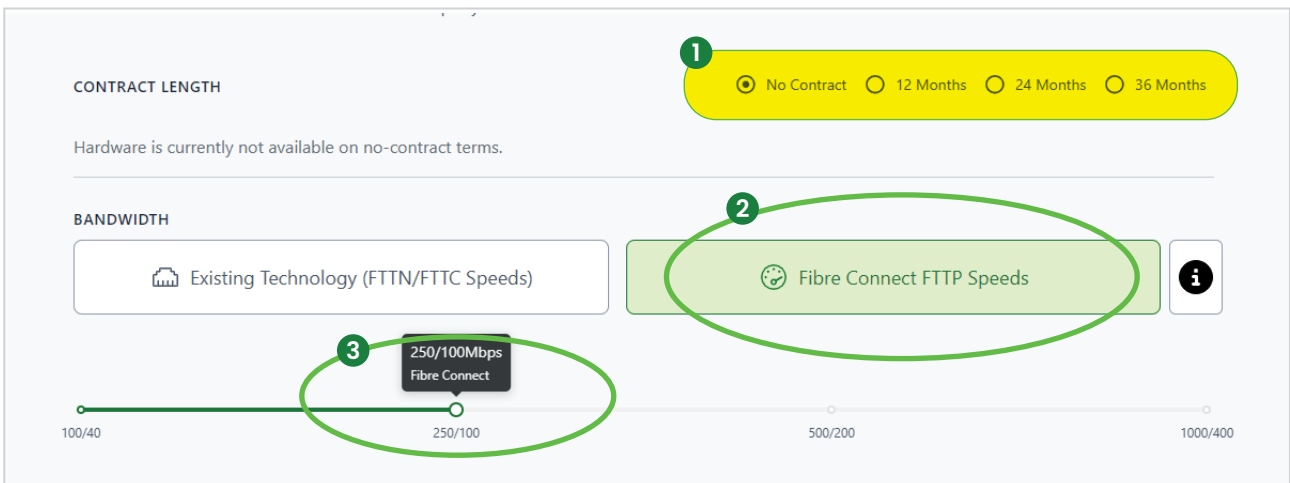 1
CONTRACT LENGTH
No Contract 12 Months 24 Months 36 Months
Hardware is currently not available on no-contract terms.
BANDWIDTH
2
Existing Technology (FTTN/FTTC Speeds)
Fibre Connect FTTP Speeds
i
3
250/100Mbps
Fibre Connect
100/40 250/100 500/200 1000/400